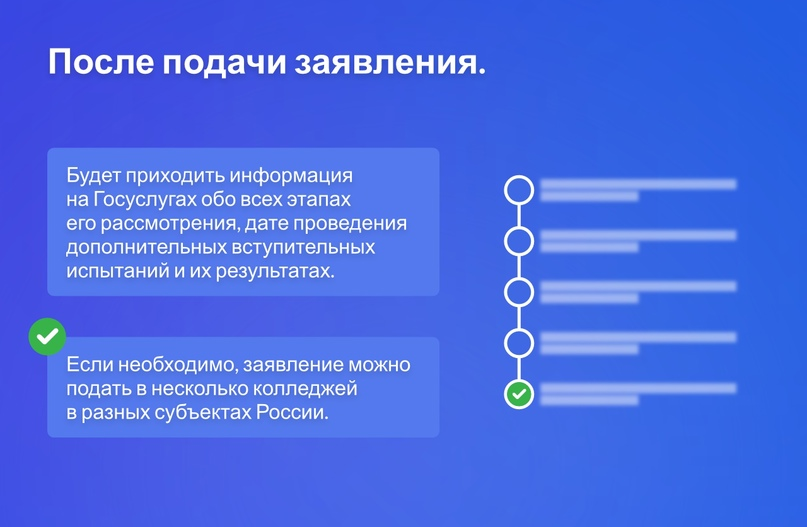 После подачи заявления.
Будет приходить информация
на Госуслугах обо всех этапах
его рассмотрения, дате проведения
дополнительных вступительных
испытаний и их результатах.
Если необходимо, заявление можно
подать в несколько колледжей
в разных субъектах России.